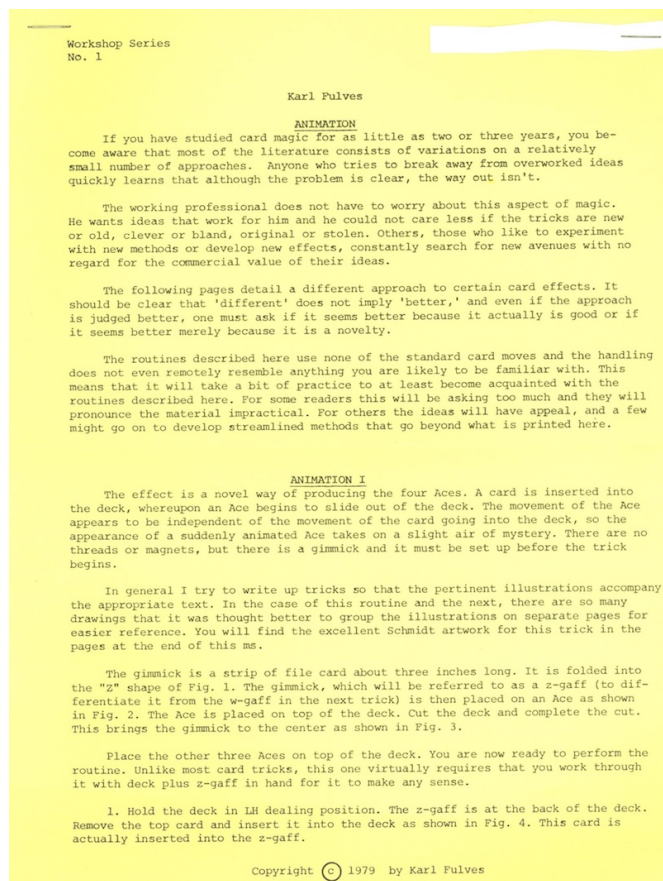 Workshop Series
No. 1
Karl Fulves
ANIMATION
If you have studied card magic for as little as two or three years, you be-
come aware that most of the literature consists of variations on a relatively
small number of approaches. Anyone who tries to break away from overworked ideas
quickly learns that although the problem is clear, the way out isn't.
The working professional does not have to worry about this aspect of magic.
He wants ideas that work for him and he could not care less if the tricks are new
or old, clever or bland, original or stolen. Others, those who like to experiment
with new methods or develop new effects, constantly search for new avenues with no
regard for the commercial value of their ideas.
The following pages detail a different approach to certain card effects. It
should be clear that 'different' does not imply 'better,' and even if the approach
is judged better, one must ask if it seems better because it actually is good or if
it seems better merely because it is a novelty.
The routines described here use none of the standard card moves and the handling
does not even remotely resemble anything you are likely to be familiar with. This
means that it will take a bit of practice to at least become acquainted with the
routines described here. For some readers this will be asking too much and they will
pronounce the material impractical. For others the ideas will have appeal, and a few
might go on to develop streamlined methods that go beyond what is printed here.
ANIMATION I
The effect is a novel way of producing the four Aces. A card is inserted into
the deck, whereupon an Ace begins to slide out of the deck. The movement of the Ace
appears to be independent of the movement of the card going into the deck, so the
appearance of a suddenly animated Ace takes on a slight air of mystery. There are no
threads or magnets, but there is a gimmick and it must be set up before the trick
begins.
In general I try to write up tricks so that the pertinent illustrations accompany
the appropriate text. In the case of this routine and the next, there are so many
drawings that it was thought better to group the illustrations on separate pages for
easier reference. You will find the excellent Schmidt artwork for this trick in the
pages at the end of this ms.
The gimmick is a strip of file card about three inches long. It is folded into
the "Z" shape of Fig. 1. The gimmick, which will be referred to as a z-gaff (to dif-
ferentiate it from the w-gaff in the next trick) is then placed on an Ace as shown
in Fig. 2. The Ace is placed on top of the deck. Cut the deck and complete the cut.
This brings the gimmick to the center as shown in Fig. 3.
Place the other three Aces on top of the deck. You are now ready to perform the
routine. Unlike most card tricks, this one virtually requires that you work through
it with deck plus z-gaff in hand for it to make any sense.
1. Hold the deck in LH dealing position. The z-gaff is at the back of the deck.
Remove the top card and insert it into the deck as shown in Fig. 4. This card is
actually inserted into the z-gaff.
Copyright (c) 1979 by Karl Fulves